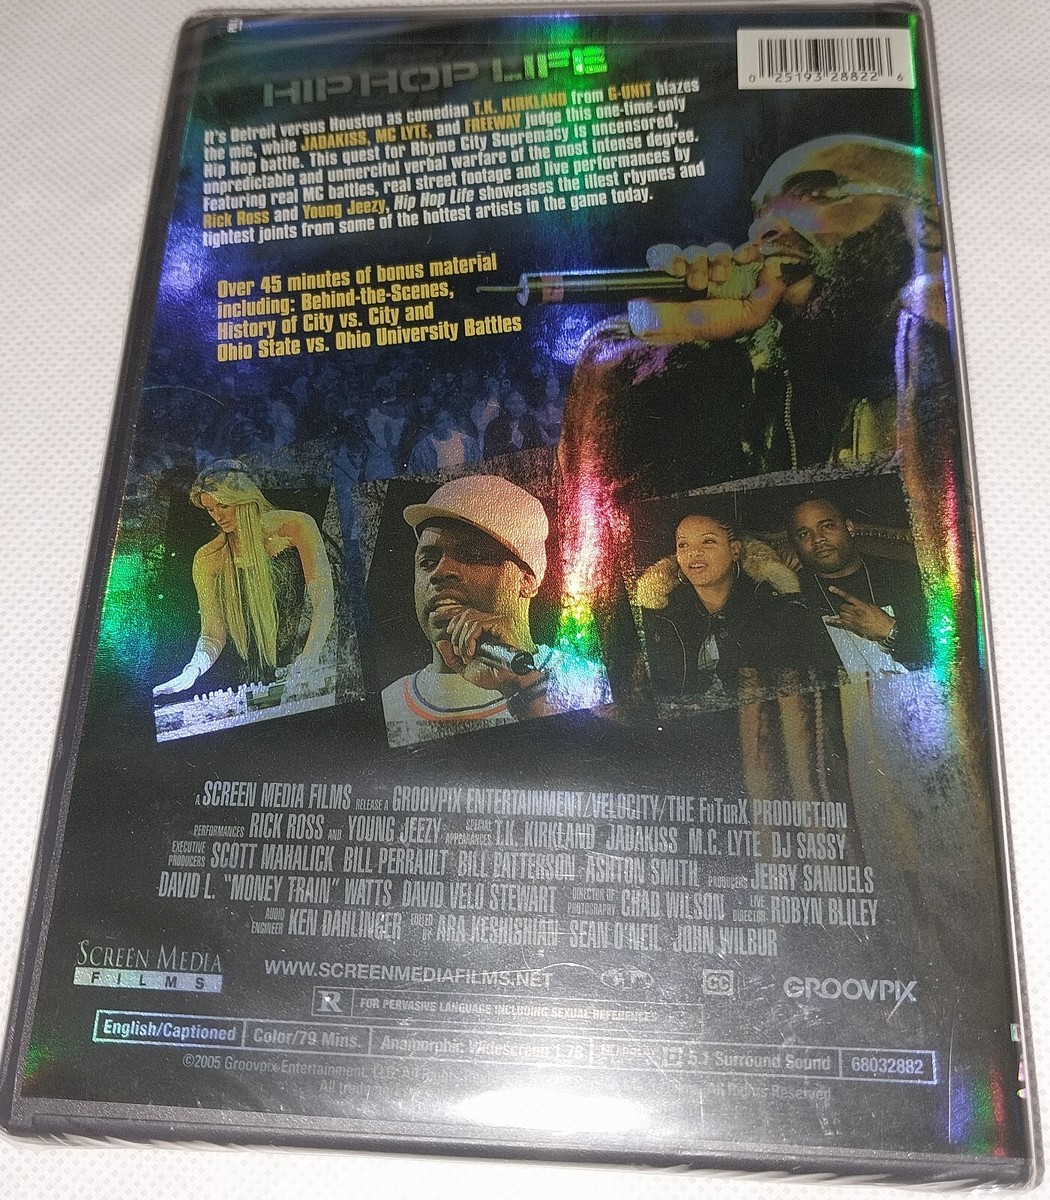 HIP HOP LIFE
0 25193 28822 6
It's Detroit versus Houston as comedian T.K. KIRKLAND from G-UNIT blazes
the mic, while JADAKISS, MC LYTE, and FREEWAY judge this one-time-only
Hip Hop battle. This quest for Rhyme City Supremacy is uncensored,
unpredictable and unmerciful verbal warfare of the most intense degree.
Featuring real MC battles, real street footage and live performances by
Rick Ross and Young Jeezy, Hip Hop Life showcases the illest rhymes and
tightest joints from some of the hottest artists in the game today.
Over 45 minutes of bonus material
including: Behind-the-Scenes,
History of City vs. City and
Ohio State vs. Ohio University Battles
A SCREEN MEDIA FILMS RELEASE A GROOVPIX ENTERTAINMENT/VELOCITY/THE FuTurX PRODUCTION
PERFORMANCES RICK ROSS AND YOUNG JEEZY SPECIAL APPEARANCES T.K. KIRKLAND JADAKISS M.C. LYTE DJ SASSY
EXECUTIVE PRODUCERS SCOTT MAHALICK BILL PERRAULT BILL PATTERSON ASHTON SMITH PRODUCERS JERRY SAMUELS
DAVID L. "MONEY TRAIN" WATTS DAVID VELO STEWART DIRECTOR OF PHOTOGRAPHY CHAD WILSON LIVE DIRECTOR ROBYN BLILEY
AUDIO ENGINEER KEN DAHLINGER EDITED BY ARA KESHISHIAN SEAN O'NEIL JOHN WILBUR
SCREEN MEDIA
FILMS
WWW.SCREENMEDIAFILMS.NET
CC
GROOVPIX
R FOR PERVASIVE LANGUAGE INCLUDING SEXUAL REFERENCES
English/Captioned Color/79 Mins. Anamorphic Widescreen 1.78 5.1 Surround Sound 68032882
©2005 Groovpix Entertainment, LLC. All
All Rights Reserved.